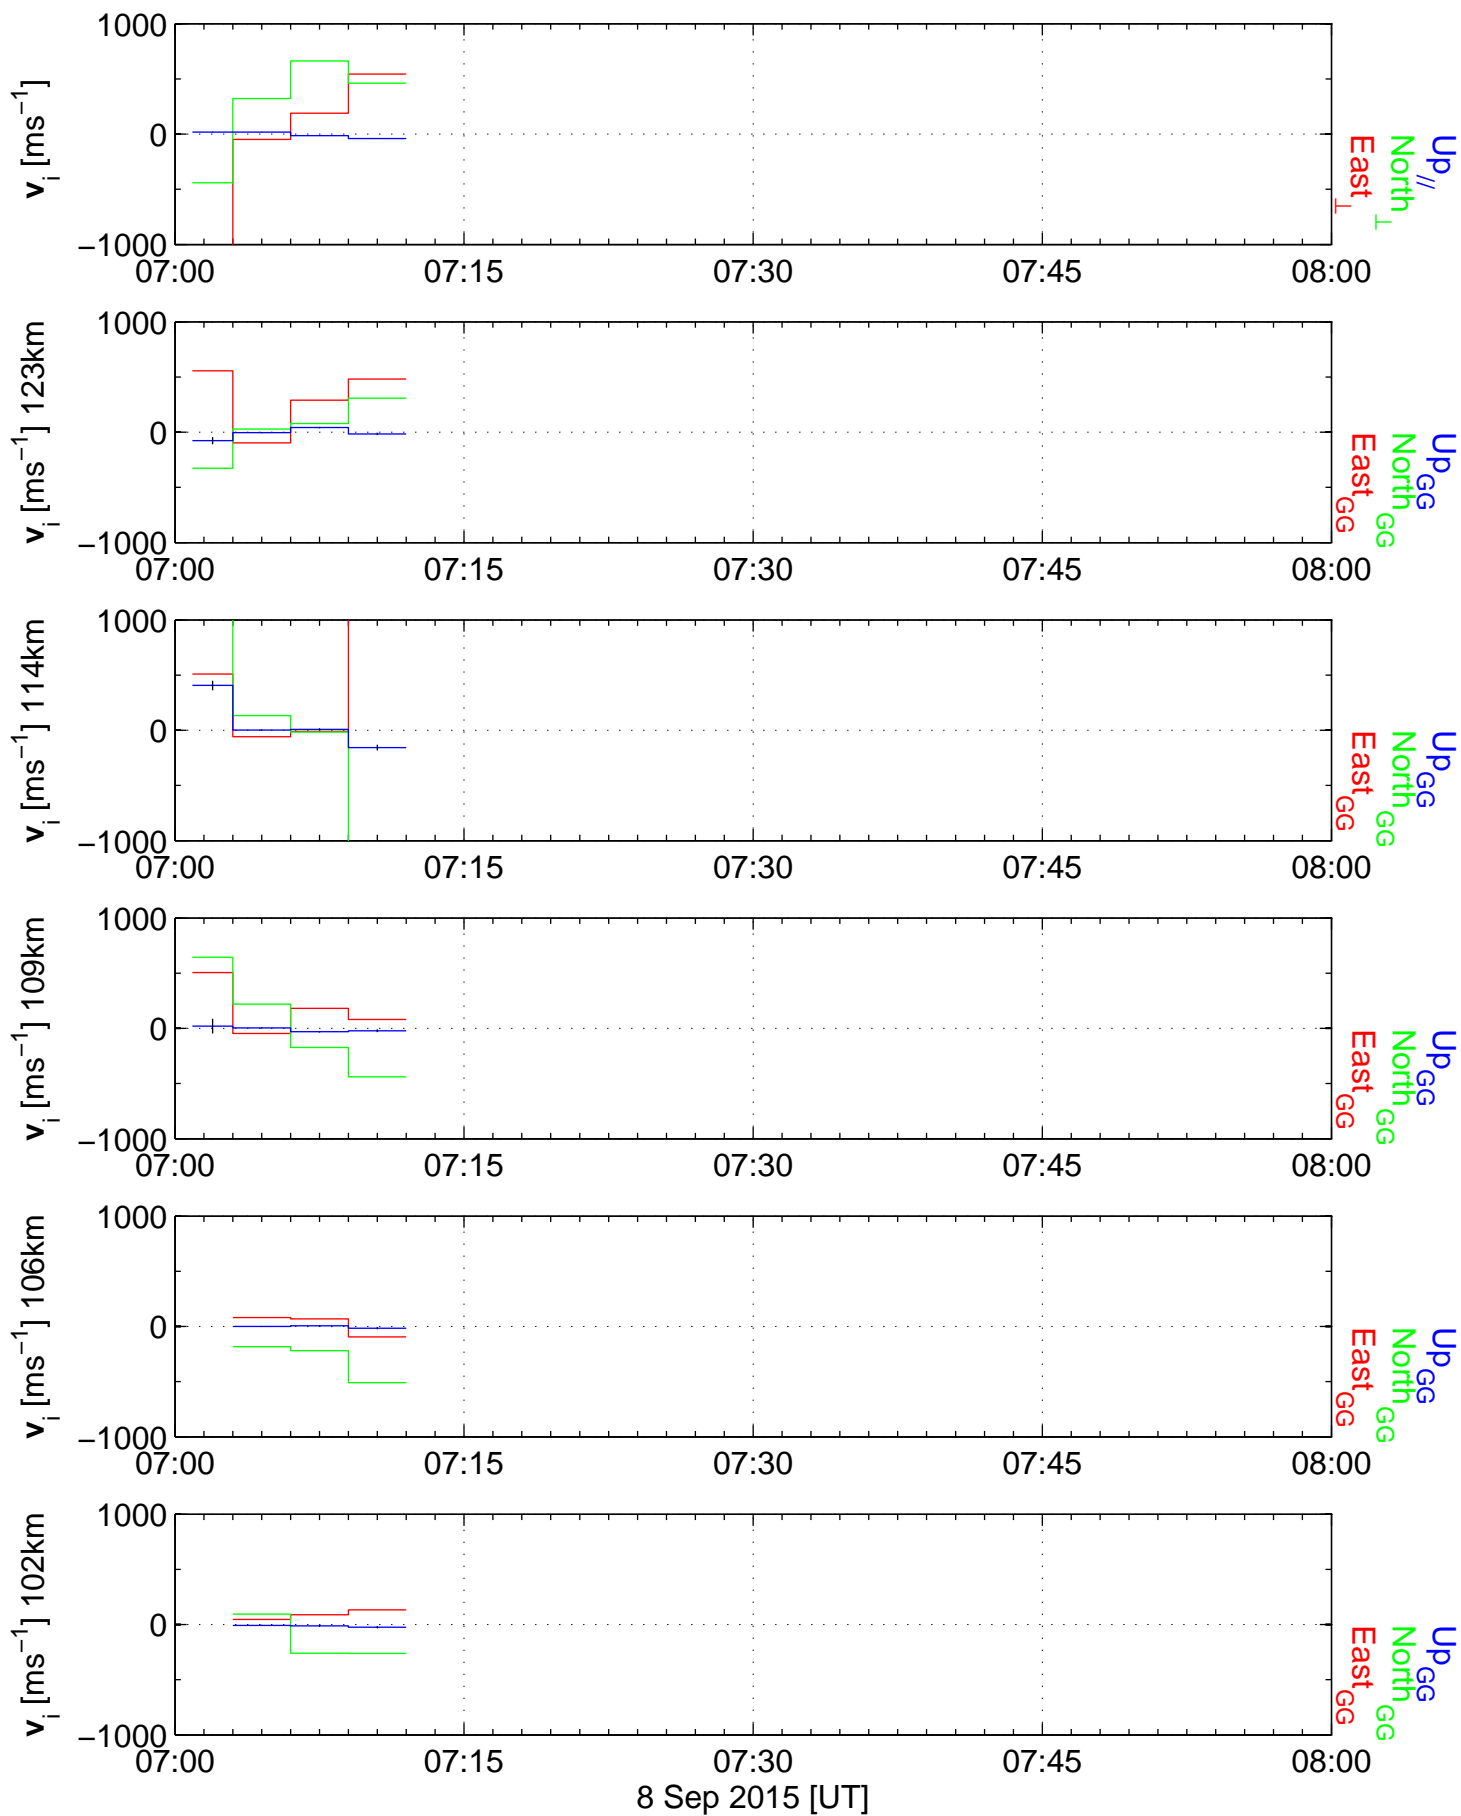 1000
0
−1000
v_i [ms^−1]
07:00 07:15 07:30 07:45 08:00
East_⊥
North_⊥
Up_//
1000
0
−1000
v_i [ms^−1] 123km
07:00 07:15 07:30 07:45 08:00
East_GG
North_GG
Up_GG
1000
0
−1000
v_i [ms^−1] 114km
07:00 07:15 07:30 07:45 08:00
East_GG
North_GG
Up_GG
1000
0
−1000
v_i [ms^−1] 109km
07:00 07:15 07:30 07:45 08:00
East_GG
North_GG
Up_GG
1000
0
−1000
v_i [ms^−1] 106km
07:00 07:15 07:30 07:45 08:00
East_GG
North_GG
Up_GG
1000
0
−1000
v_i [ms^−1] 102km
07:00 07:15 07:30 07:45 08:00
East_GG
North_GG
Up_GG
8 Sep 2015 [UT]